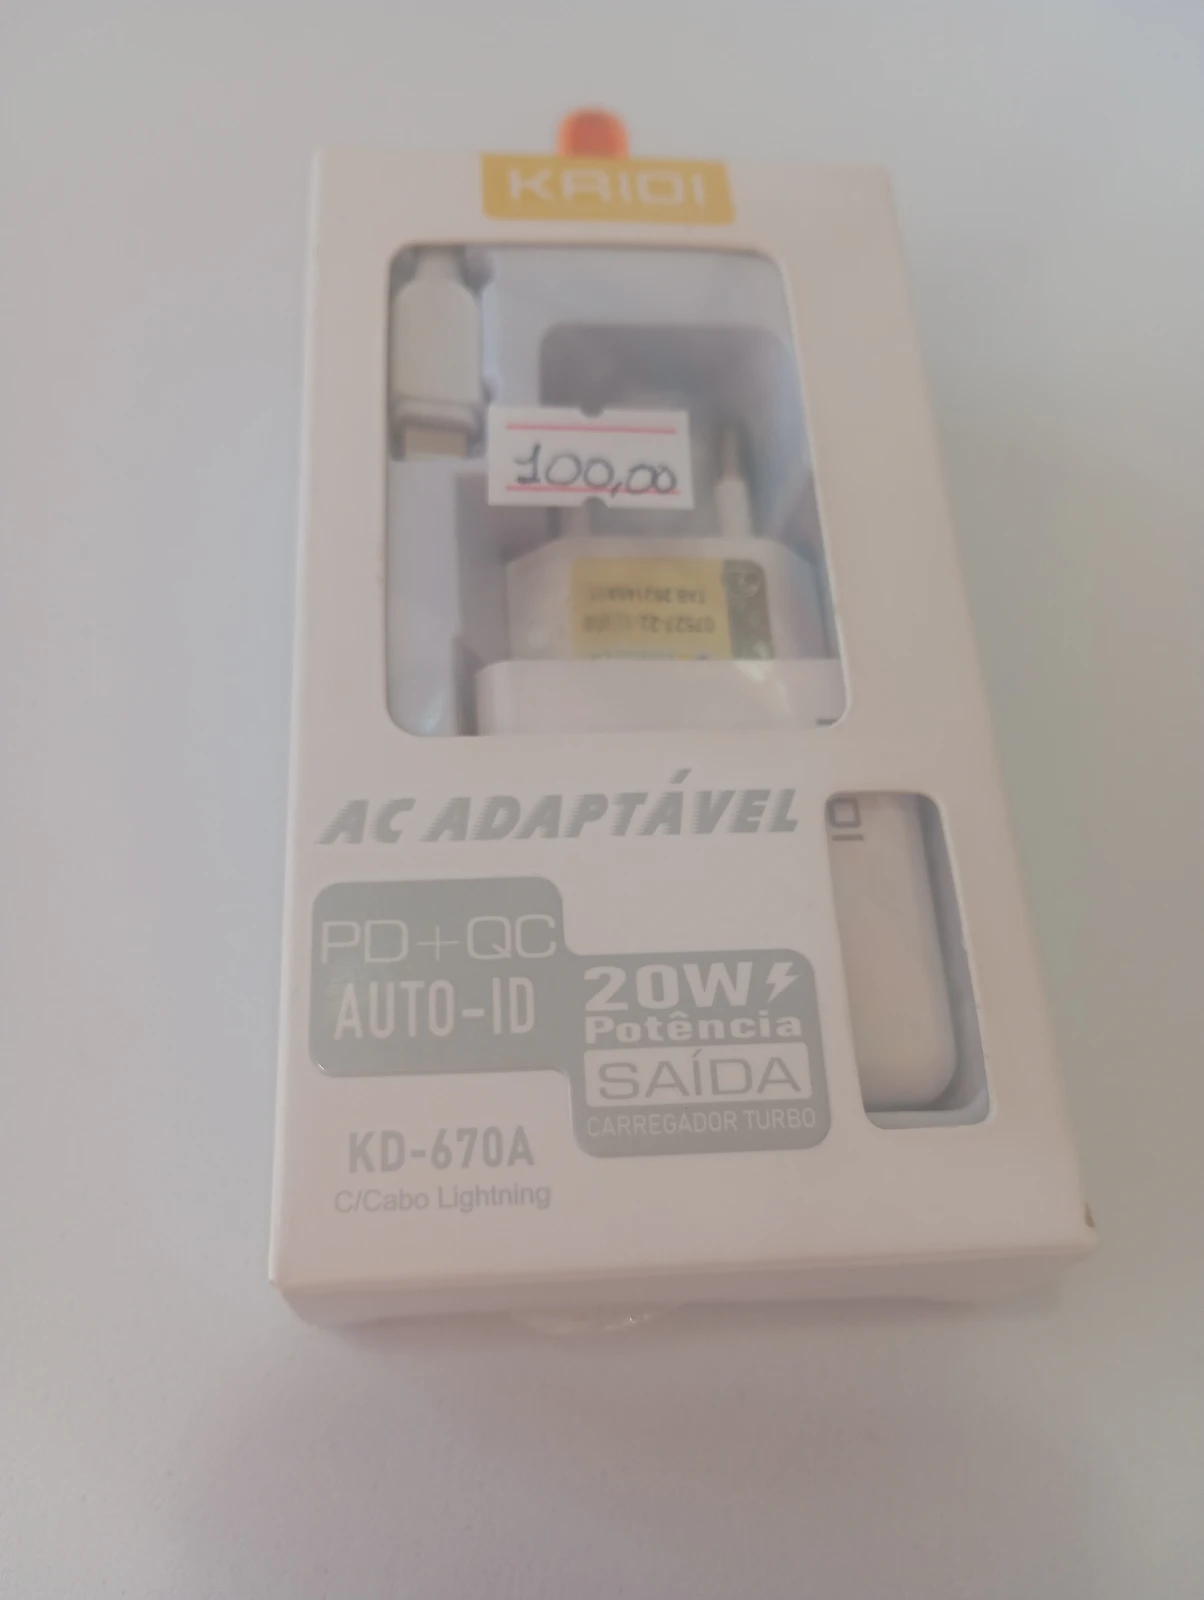 KAIDI
100,00
AC ADAPTÁVEL
PD+QC
AUTO-ID
20W
Potência
SAÍDA
CARREGADOR TURBO
KD-670A
C/Cabo Lightning